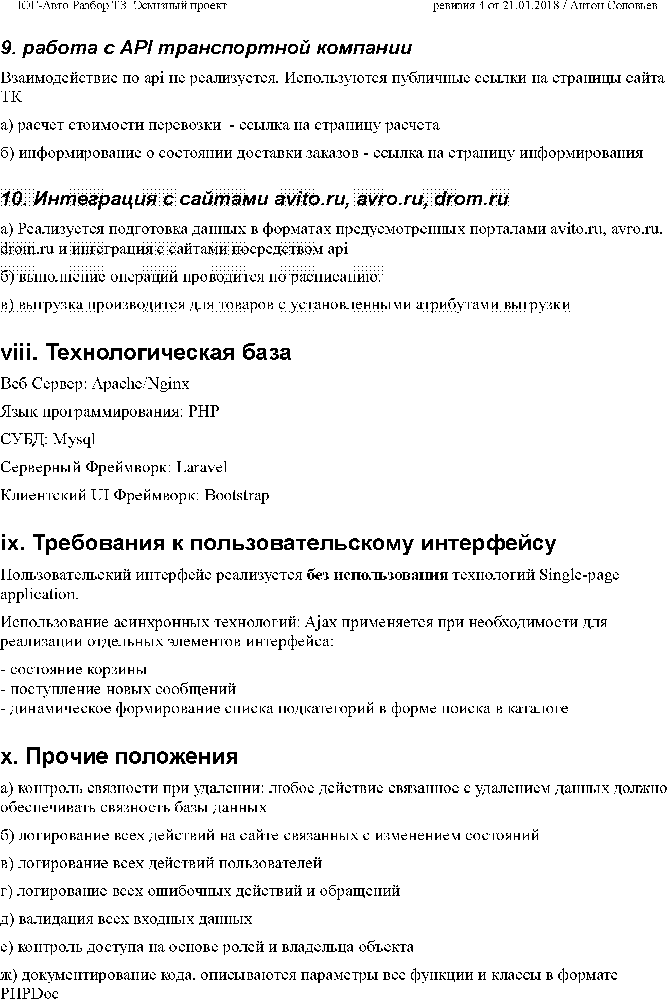 ЮГ-Авто Разбор ТЗ+Эскизный проект ревизия 4 от 21.01.2018 / Антон Соловьев
9. работа с API транспортной компании
Взаимодействие по api не реализуется. Используются публичные ссылки на страницы сайта
ТК
а) расчет стоимости перевозки  - ссылка на страницу расчета
б) информирование о состоянии доставки заказов - ссылка на страницу информирования
10. Интеграция с сайтами avito.ru, avro.ru, drom.ru
а) Реализуется подготовка данных в форматах предусмотренных порталами avito.ru, avro.ru,
drom.ru и ингеграция с сайтами посредством api
б) выполнение операций проводится по расписанию.
в) выгрузка производится для товаров с установленными атрибутами выгрузки
viii. Технологическая база
Веб Сервер: Apache/Nginx
Язык программирования: PHP
СУБД: Mysql
Серверный Фреймворк: Laravel
Клиентский UI Фреймворк: Bootstrap
ix. Требования к пользовательскому интерфейсу
Пользовательский интерфейс реализуется без использования технологий Single-page
application.
Использование асинхронных технологий: Ajax применяется при необходимости для
реализации отдельных элементов интерфейса:
- состояние корзины
- поступление новых сообщений
- динамическое формирование списка подкатегорий в форме поиска в каталоге
x. Прочие положения
а) контроль связности при удалении: любое действие связанное с удалением данных должно
обеспечивать связность базы данных
б) логирование всех действий на сайте связанных с изменением состояний
в) логирование всех действий пользователей
г) логирование всех ошибочных действий и обращений
д) валидация всех входных данных
е) контроль доступа на основе ролей и владельца объекта
ж) документирование кода, описываются параметры все функции и классы в формате
PHPDoc